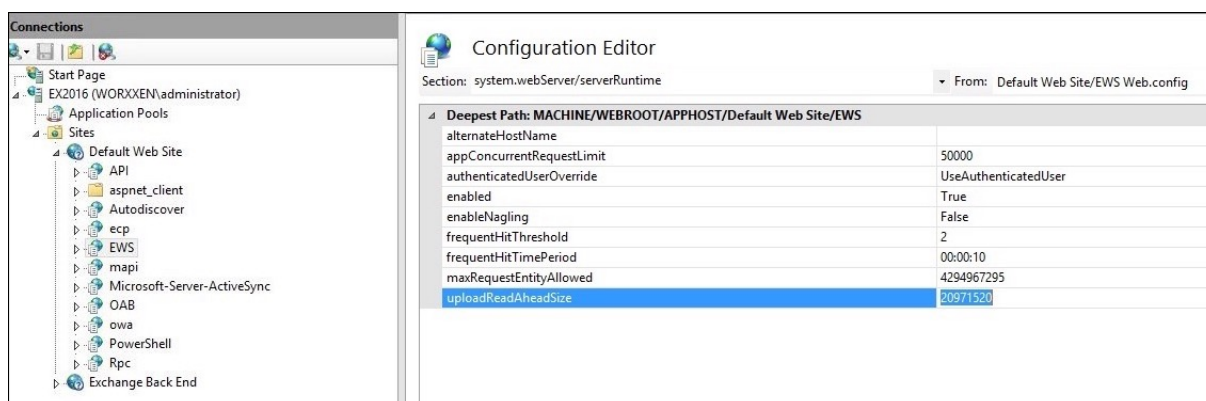 Connections
Start Page
EX2016 (WORXXEN\administrator)
Application Pools
Sites
Default Web Site
API
aspnet_client
Autodiscover
ecp
EWS
mapi
Microsoft-Server-ActiveSync
OAB
owa
PowerShell
Rpc
Exchange Back End
Configuration Editor
Section: system.webServer/serverRuntime From: Default Web Site/EWS Web.config
Deepest Path: MACHINE/WEBROOT/APPHOST/Default Web Site/EWS
alternateHostName
appConcurrentRequestLimit 50000
authenticatedUserOverride UseAuthenticatedUser
enabled True
enableNagling False
frequentHitThreshold 2
frequentHitTimePeriod 00:00:10
maxRequestEntityAllowed 4294967295
uploadReadAheadSize 20971520